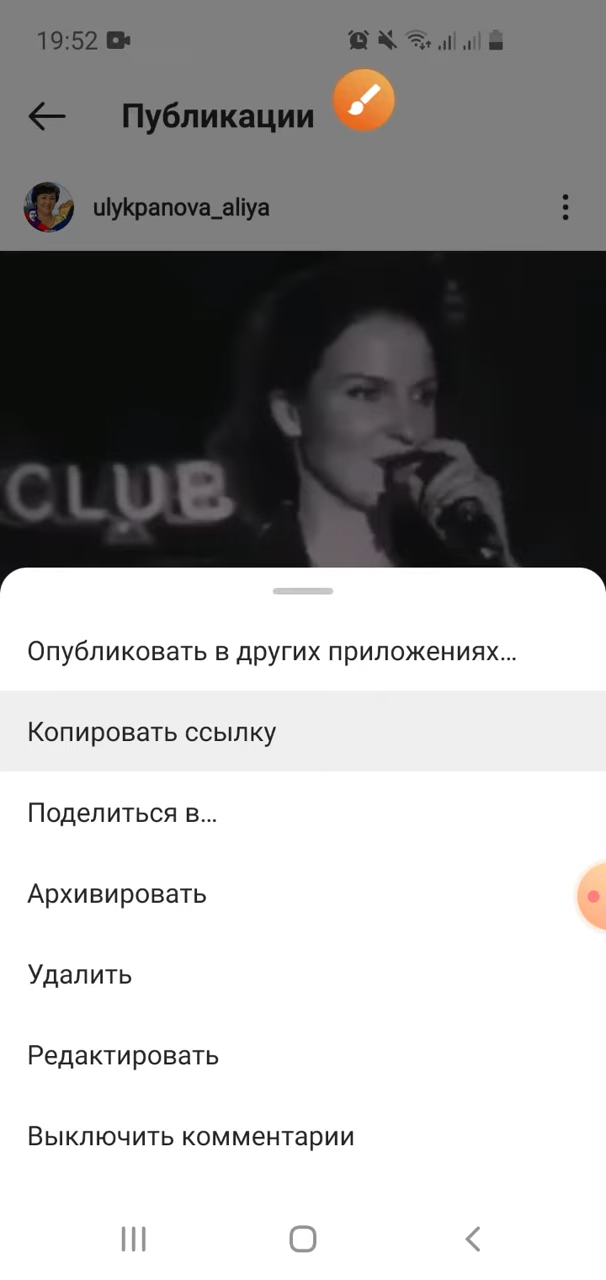 19:52
Публикации
ulykpanova_aliya
CLUB
Опубликовать в других приложениях...
Копировать ссылку
Поделиться в...
Архивировать
Удалить
Редактировать
Выключить комментарии